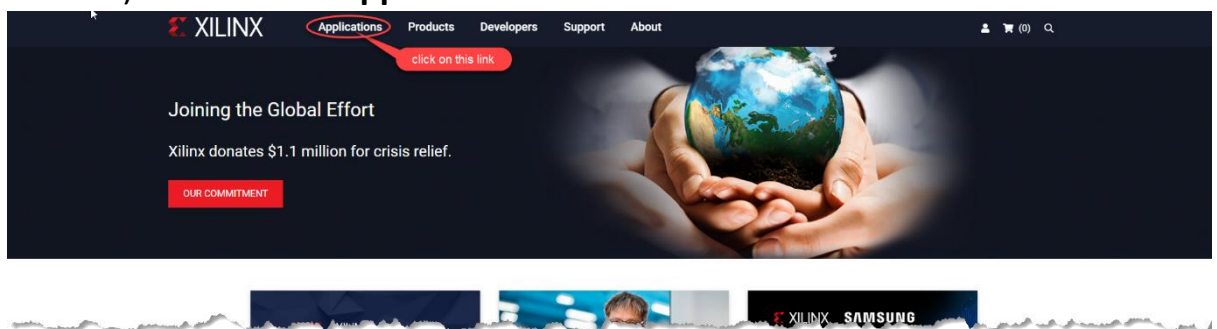 XILINX Applications Products Developers Support About (0)
click on this link
Joining the Global Effort
Xilinx donates $1.1 million for crisis relief.
OUR COMMITMENT
XILINX SAMSUNG